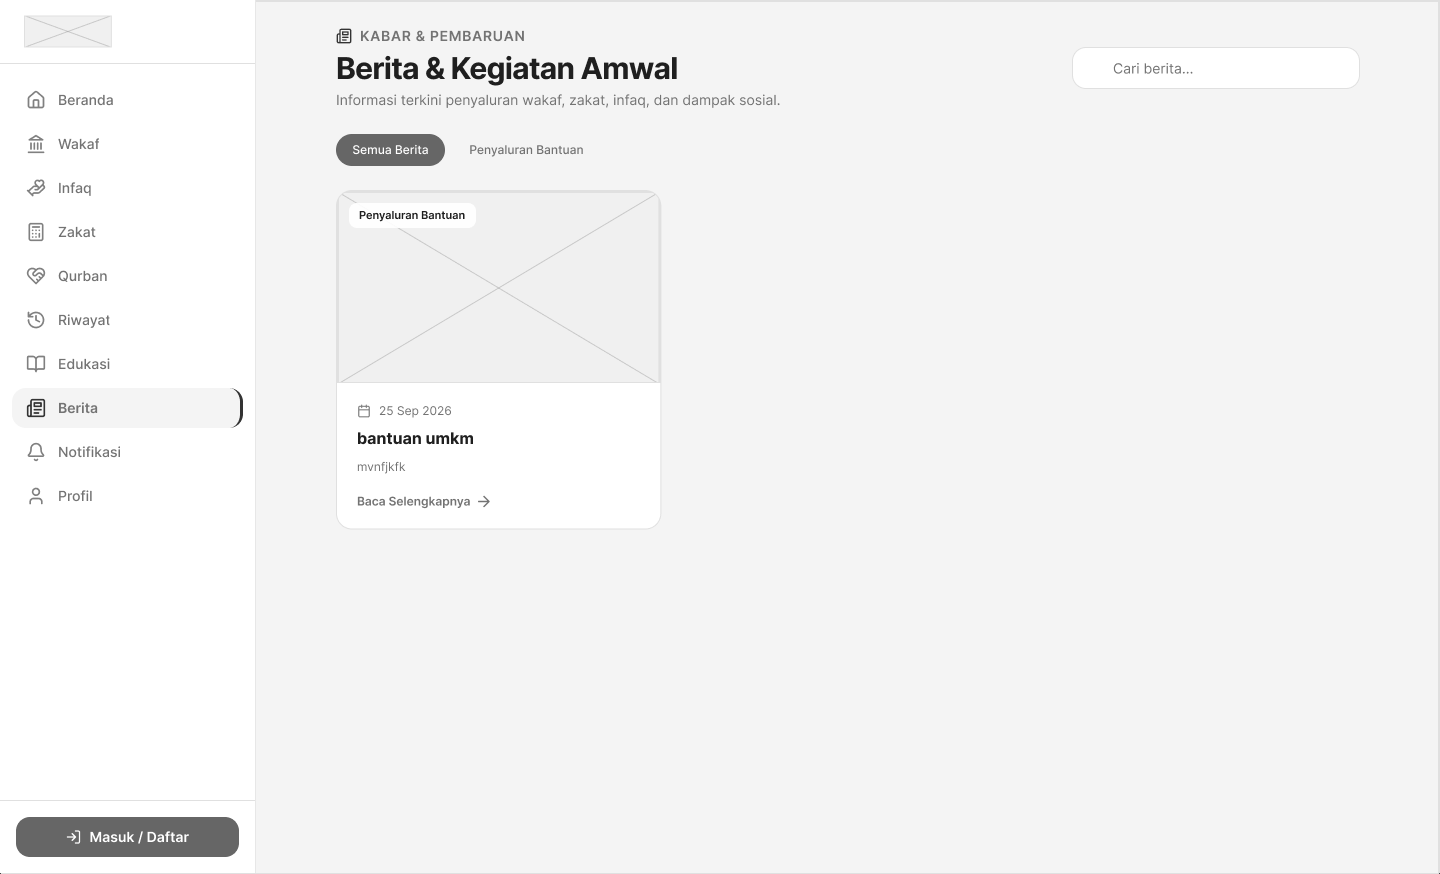 Beranda
Wakaf
Infaq
Zakat
Qurban
Riwayat
Edukasi
Berita
Notifikasi
Profil
Masuk / Daftar
KABAR & PEMBARUAN
Berita & Kegiatan Amwal
Informasi terkini penyaluran wakaf, zakat, infaq, dan dampak sosial.
Cari berita...
Semua Berita
Penyaluran Bantuan
Penyaluran Bantuan
25 Sep 2026
bantuan umkm
mvnfjkfk
Baca Selengkapnya